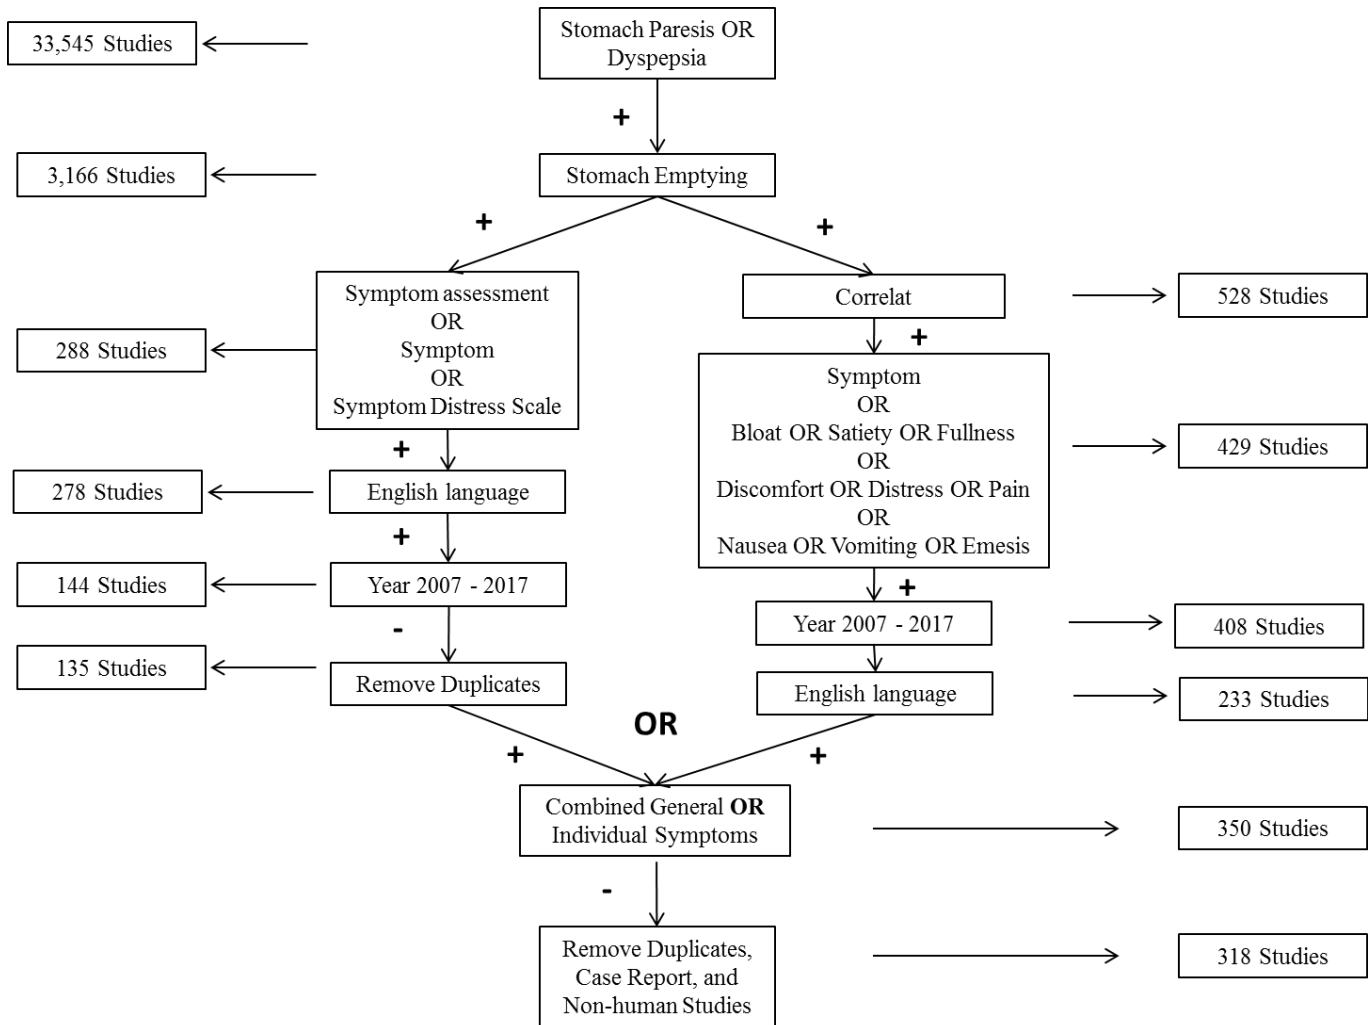 33,545 Studies
Stomach Paresis OR
Dyspepsia
+
3,166 Studies
Stomach Emptying
+
+
Symptom assessment
OR
Symptom
OR
Symptom Distress Scale
288 Studies
Correlat
528 Studies
+
Symptom
OR
Bloat OR Satiety OR Fullness
OR
Discomfort OR Distress OR Pain
OR
Nausea OR Vomiting OR Emesis
429 Studies
+
278 Studies
English language
+
144 Studies
Year 2007 - 2017
-
135 Studies
Remove Duplicates
+
Year 2007 - 2017
408 Studies
English language
233 Studies
OR
+
+
Combined General OR
Individual Symptoms
350 Studies
-
Remove Duplicates,
Case Report, and
Non-human Studies
318 Studies